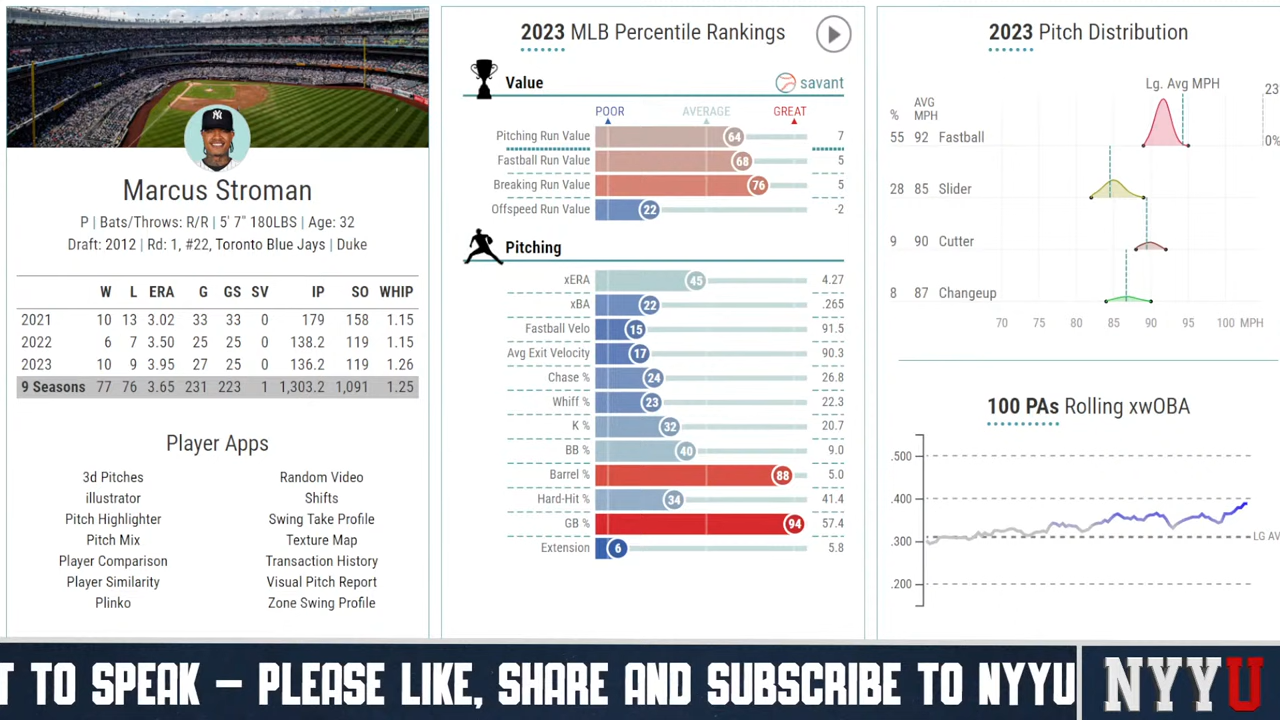 Marcus Stroman
P | Bats/Throws: R/R | 5' 7" 180LBS | Age: 32
Draft: 2012 | Rd: 1, #22, Toronto Blue Jays | Duke
W L ERA G GS SV IP SO WHIP
2021 10 13 3.02 33 33 0 179 158 1.15
2022 6 7 3.50 25 25 0 138.2 119 1.15
2023 10 9 3.95 27 25 0 136.2 119 1.26
9 Seasons 77 76 3.65 231 223 1 1,303.2 1,091 1.25
Player Apps
3d Pitches Random Video
illustrator Shifts
Pitch Highlighter Swing Take Profile
Pitch Mix Texture Map
Player Comparison Transaction History
Player Similarity Visual Pitch Report
Plinko Zone Swing Profile
2023 MLB Percentile Rankings
Value savant
POOR AVERAGE GREAT
Pitching Run Value 64 7
Fastball Run Value 68 5
Breaking Run Value 76 5
Offspeed Run Value 22 -2
Pitching
xERA 45 4.27
xBA 22 .265
Fastball Velo 15 91.5
Avg Exit Velocity 17 90.3
Chase % 24 26.8
Whiff % 23 22.3
K % 32 20.7
BB % 40 9.0
Barrel % 88 5.0
Hard-Hit % 34 41.4
GB % 94 57.4
Extension 6 5.8
2023 Pitch Distribution
Lg. Avg MPH
23
% AVG MPH
55 92 Fastball 0%
28 85 Slider
9 90 Cutter
8 87 Changeup
70 75 80 85 90 95 100 MPH
100 PAs Rolling xwOBA
.500
.400
.300 LG AV
.200
T TO SPEAK – PLEASE LIKE, SHARE AND SUBSCRIBE TO NYYU
NYYU